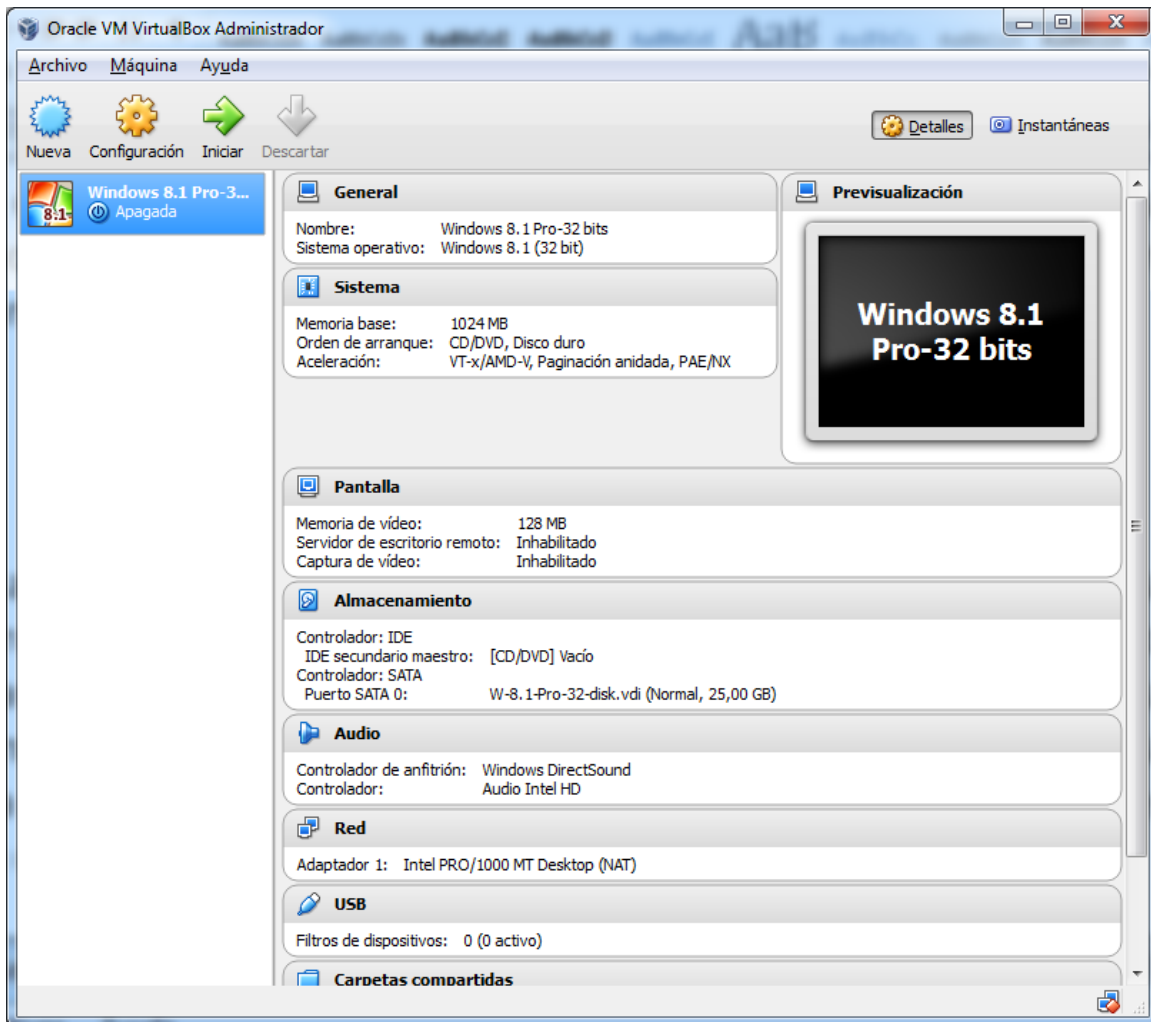 Oracle VM VirtualBox Administrador
Archivo Máquina Ayuda
Nueva Configuración Iniciar Descartar
Detalles Instantáneas
Windows 8.1 Pro-3...
Apagada
8.1
General
Nombre: Windows 8.1 Pro-32 bits
Sistema operativo: Windows 8.1 (32 bit)
Sistema
Memoria base: 1024 MB
Orden de arranque: CD/DVD, Disco duro
Aceleración: VT-x/AMD-V, Paginación anidada, PAE/NX
Previsualización
Windows 8.1
Pro-32 bits
Pantalla
Memoria de vídeo: 128 MB
Servidor de escritorio remoto: Inhabilitado
Captura de vídeo: Inhabilitado
Almacenamiento
Controlador: IDE
IDE secundario maestro: [CD/DVD] Vacío
Controlador: SATA
Puerto SATA 0: W-8.1-Pro-32-disk.vdi (Normal, 25,00 GB)
Audio
Controlador de anfitrión: Windows DirectSound
Controlador: Audio Intel HD
Red
Adaptador 1: Intel PRO/1000 MT Desktop (NAT)
USB
Filtros de dispositivos: 0 (0 activo)
Carpetas compartidas